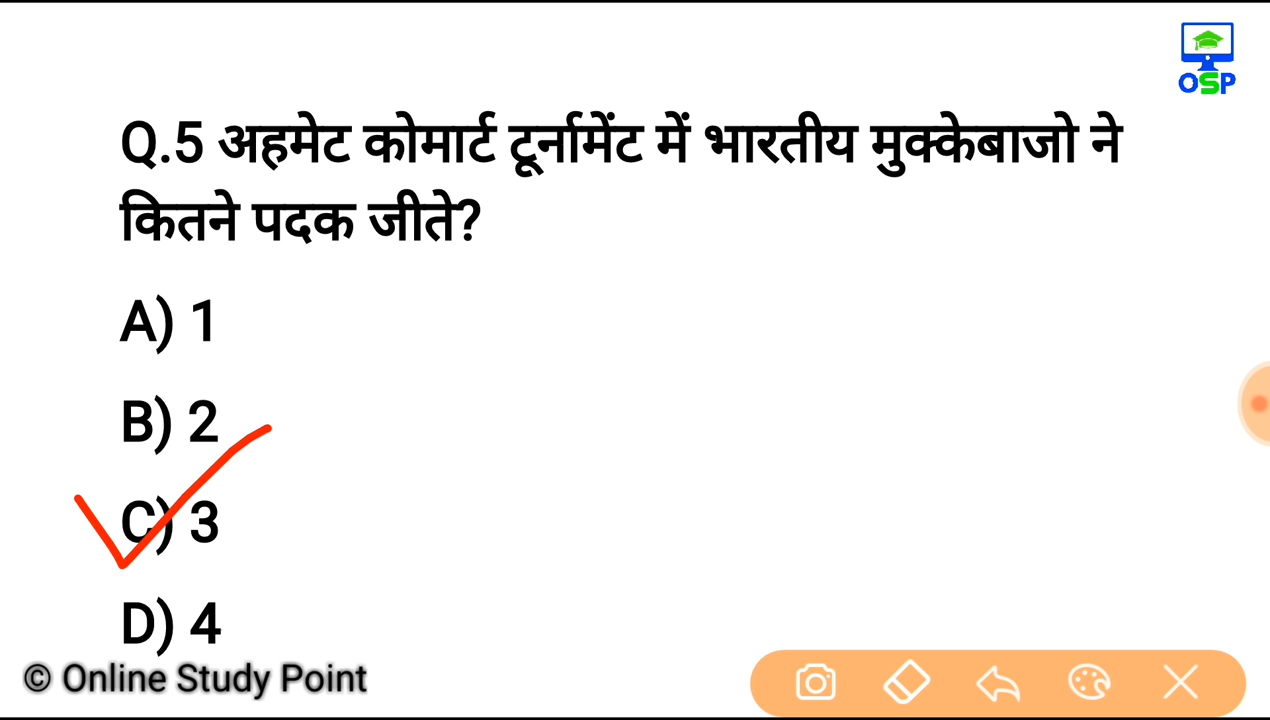 OSP
Q.5 अहमेट कोमार्ट टूर्नामेंट में भारतीय मुक्केबाजो ने
कितने पदक जीते?
A) 1
B) 2
C) 3
D) 4
© Online Study Point